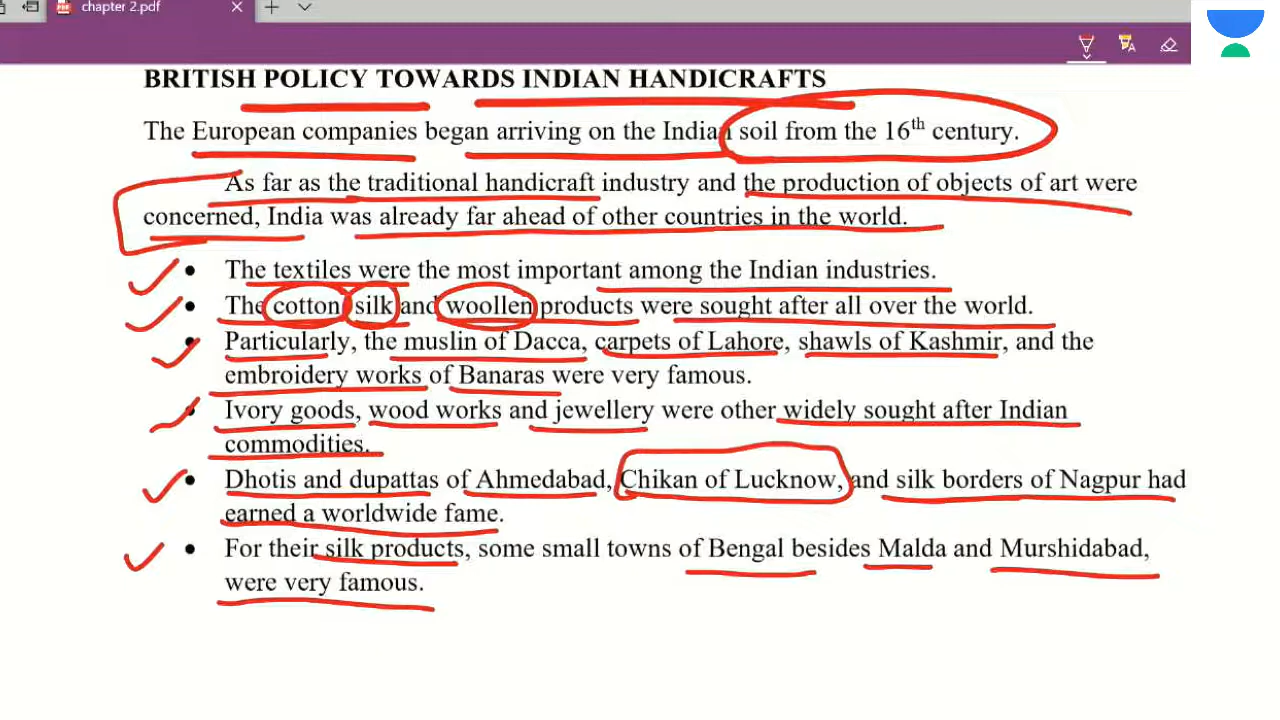 chapter 2.pdf
BRITISH POLICY TOWARDS INDIAN HANDICRAFTS
The European companies began arriving on the Indian soil from the 16th century.
As far as the traditional handicraft industry and the production of objects of art were
concerned, India was already far ahead of other countries in the world.
• The textiles were the most important among the Indian industries.
• The cotton silk and woollen products were sought after all over the world.
• Particularly, the muslin of Dacca, carpets of Lahore, shawls of Kashmir, and the
embroidery works of Banaras were very famous.
• Ivory goods, wood works and jewellery were other widely sought after Indian
commodities.
• Dhotis and dupattas of Ahmedabad, Chikan of Lucknow, and silk borders of Nagpur had
earned a worldwide fame.
• For their silk products, some small towns of Bengal besides Malda and Murshidabad,
were very famous.